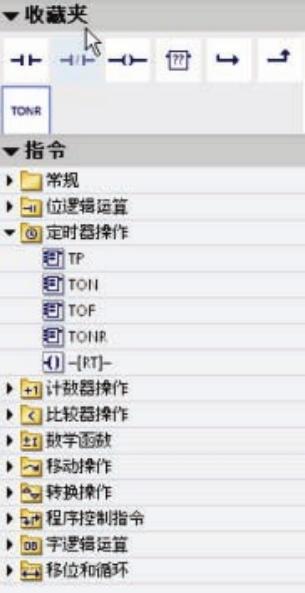 收藏夹
??
TONR
指令
常规
位逻辑运算
定时器操作
TP
TON
TOF
TONR
-[RT]-
计数器操作
比较器操作
数学函数
移动操作
转换操作
程序控制指令
字逻辑运算
移位和循环